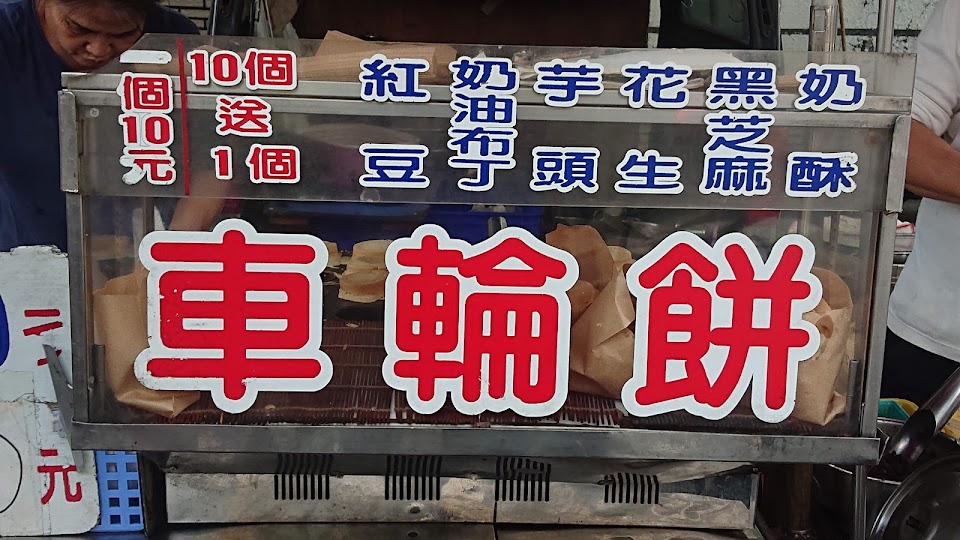 一個10元
10個送1個
紅豆
奶油布丁
芋頭
花生
黑芝麻
奶酥
車輪餅
元